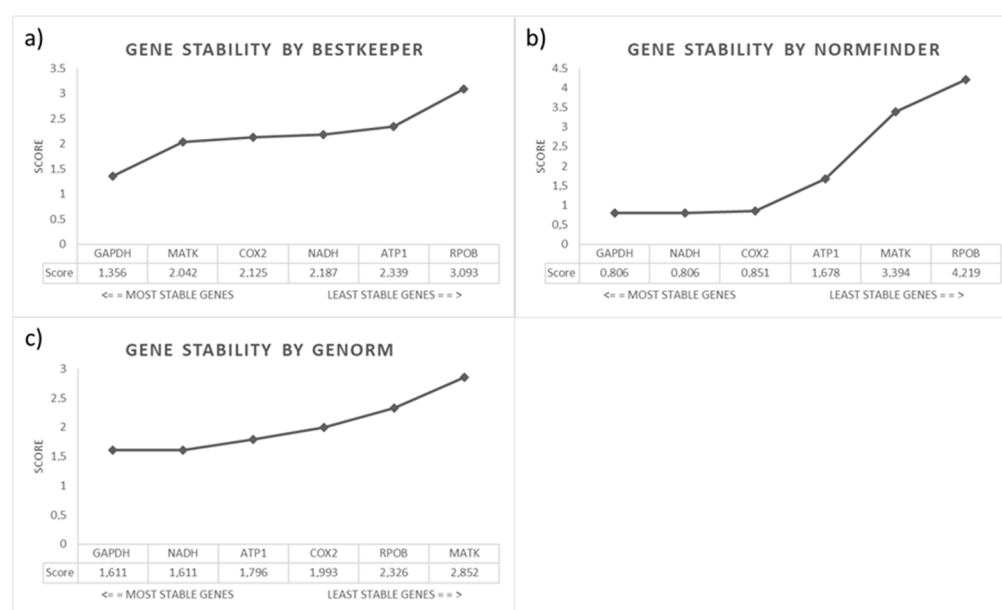 a)
GENE STABILITY BY BESTKEEPER
SCORE
3.5
3
2.5
2
1.5
1
0.5
0
GAPDH MATK COX2 NADH ATP1 RPOB
Score 1,356 2.042 2,125 2,187 2,339 3,093
<= = MOST STABLE GENES LEAST STABLE GENES = = >
b)
GENE STABILITY BY NORMFINDER
SCORE
4.5
4
3.5
3
2.5
2
1,5
1
0,5
0
GAPDH NADH COX2 ATP1 MATK RPOB
Score 0,806 0,806 0,851 1,678 3,394 4,219
<= = MOST STABLE GENES LEAST STABLE GENES = = >
c)
GENE STABILITY BY GENORM
SCORE
3
2.5
2
1.5
1
0,5
0
GAPDH NADH ATP1 COX2 RPOB MATK
Score 1,611 1,611 1,796 1,993 2,326 2,852
<= = MOST STABLE GENES LEAST STABLE GENES = = >